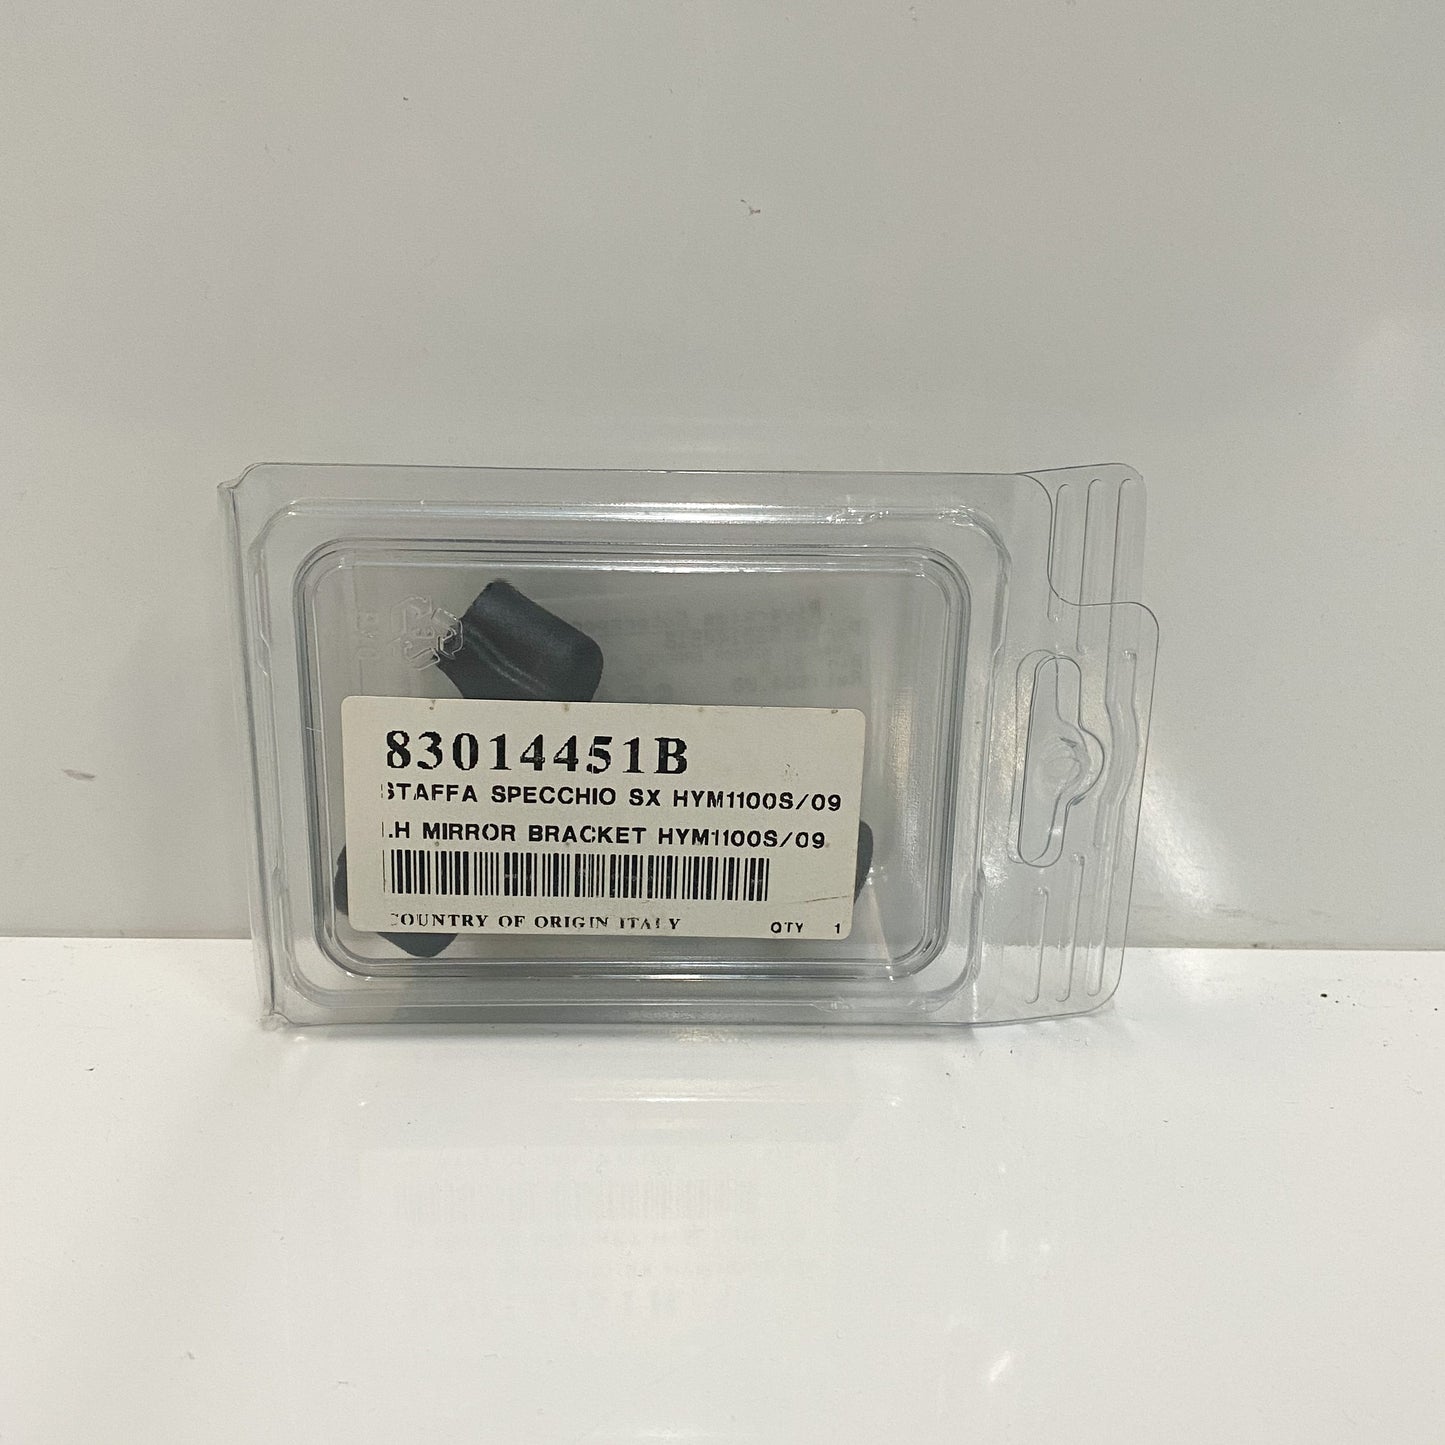 83014451B
STAFFA SPECCHIO SX HYM1100S/09
L.H MIRROR BRACKET HYM1100S/09
COUNTRY OF ORIGIN ITALY QTY 1